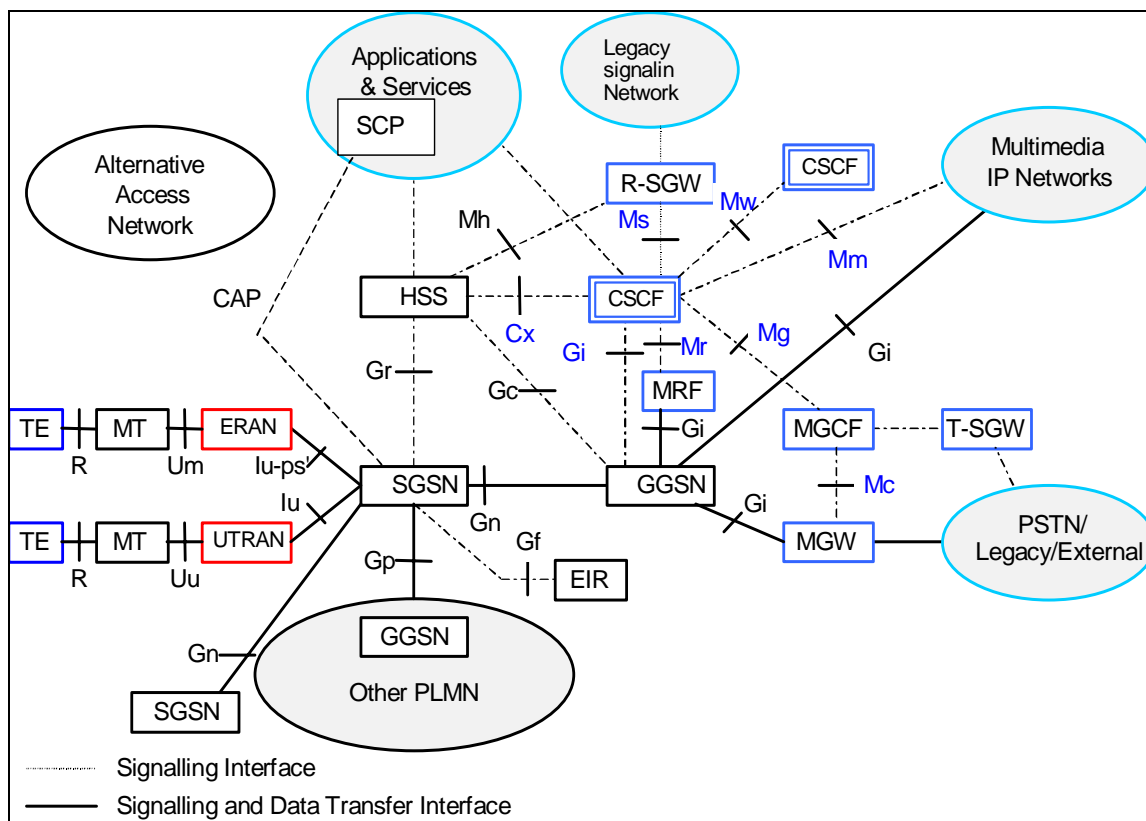 Applications
& Services
SCP
Legacy
signalin
Network
Alternative
Access
Network
Multimedia
IP Networks
R-SGW
CSCF
Mh
Ms
Mw
Mm
CAP
HSS
CSCF
Cx
Gi
Mr
Mg
Gi
Gr
Gc
MRF
TE
MT
ERAN
Gi
MGCF
T-SGW
R
Um
Iu-ps'
SGSN
GGSN
Mc
Iu
Gn
Gi
TE
MT
UTRAN
MGW
PSTN/
Legacy/External
R
Uu
Gp
Gf
EIR
GGSN
Gn
Other PLMN
SGSN
Signalling Interface
Signalling and Data Transfer Interface